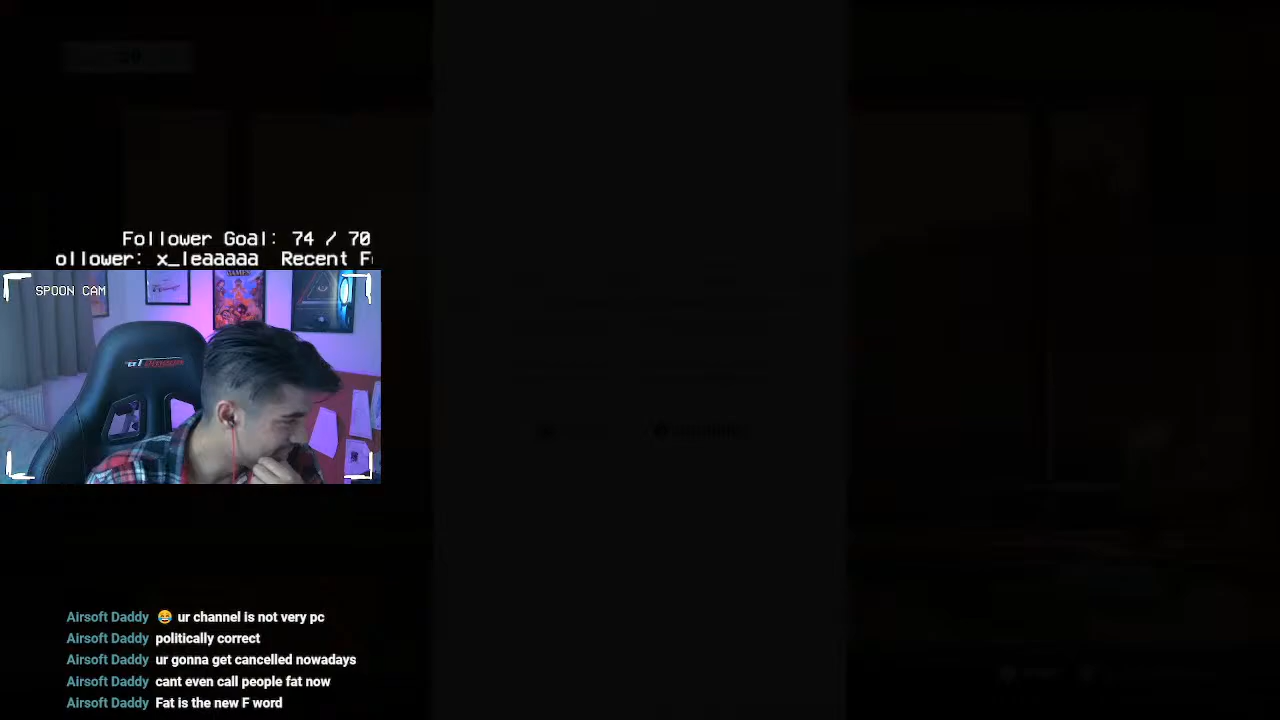 Follower Goal: 74 / 70
ollower: x_leaaaaa Recent F
SPOON CAM
Airsoft Daddy 😂 ur channel is not very pc
Airsoft Daddy politically correct
Airsoft Daddy ur gonna get cancelled nowadays
Airsoft Daddy cant even call people fat now
Airsoft Daddy Fat is the new F word